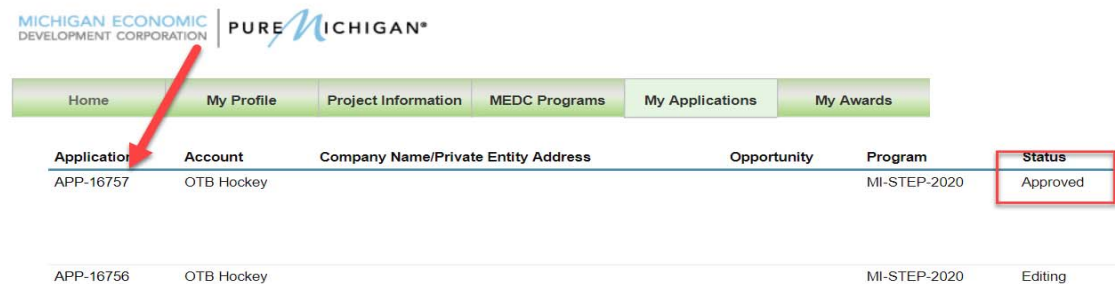 MICHIGAN ECONOMIC
DEVELOPMENT CORPORATION
PURE MICHIGAN®
Home My Profile Project Information MEDC Programs My Applications My Awards
Application Account Company Name/Private Entity Address Opportunity Program Status
APP-16757 OTB Hockey MI-STEP-2020 Approved
APP-16756 OTB Hockey MI-STEP-2020 Editing